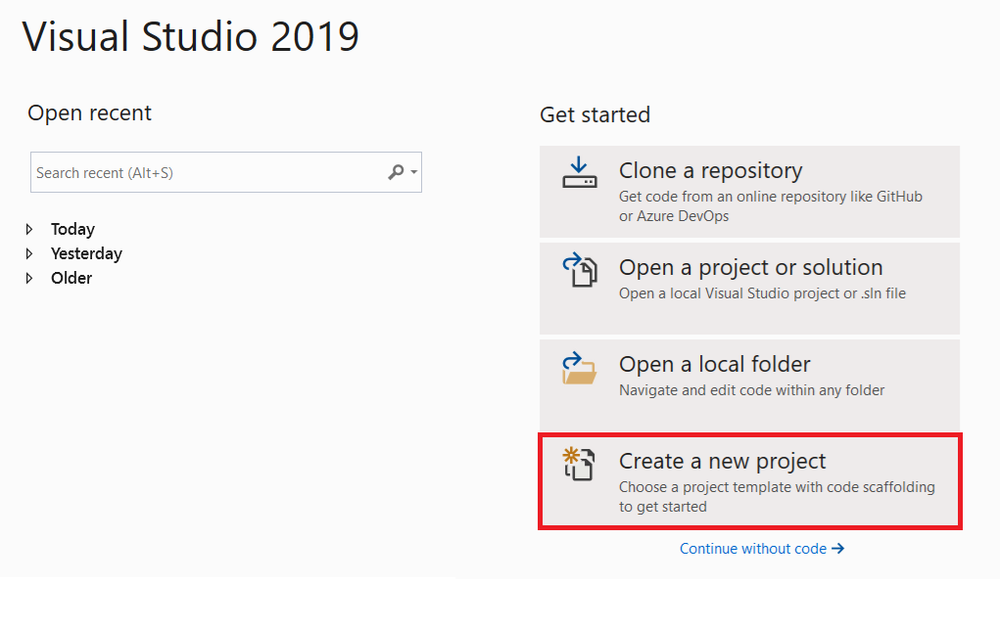 Visual Studio 2019
Open recent
Search recent (Alt+S)
Today
Yesterday
Older
Get started
Clone a repository
Get code from an online repository like GitHub
or Azure DevOps
Open a project or solution
Open a local Visual Studio project or .sln file
Open a local folder
Navigate and edit code within any folder
Create a new project
Choose a project template with code scaffolding
to get started
Continue without code